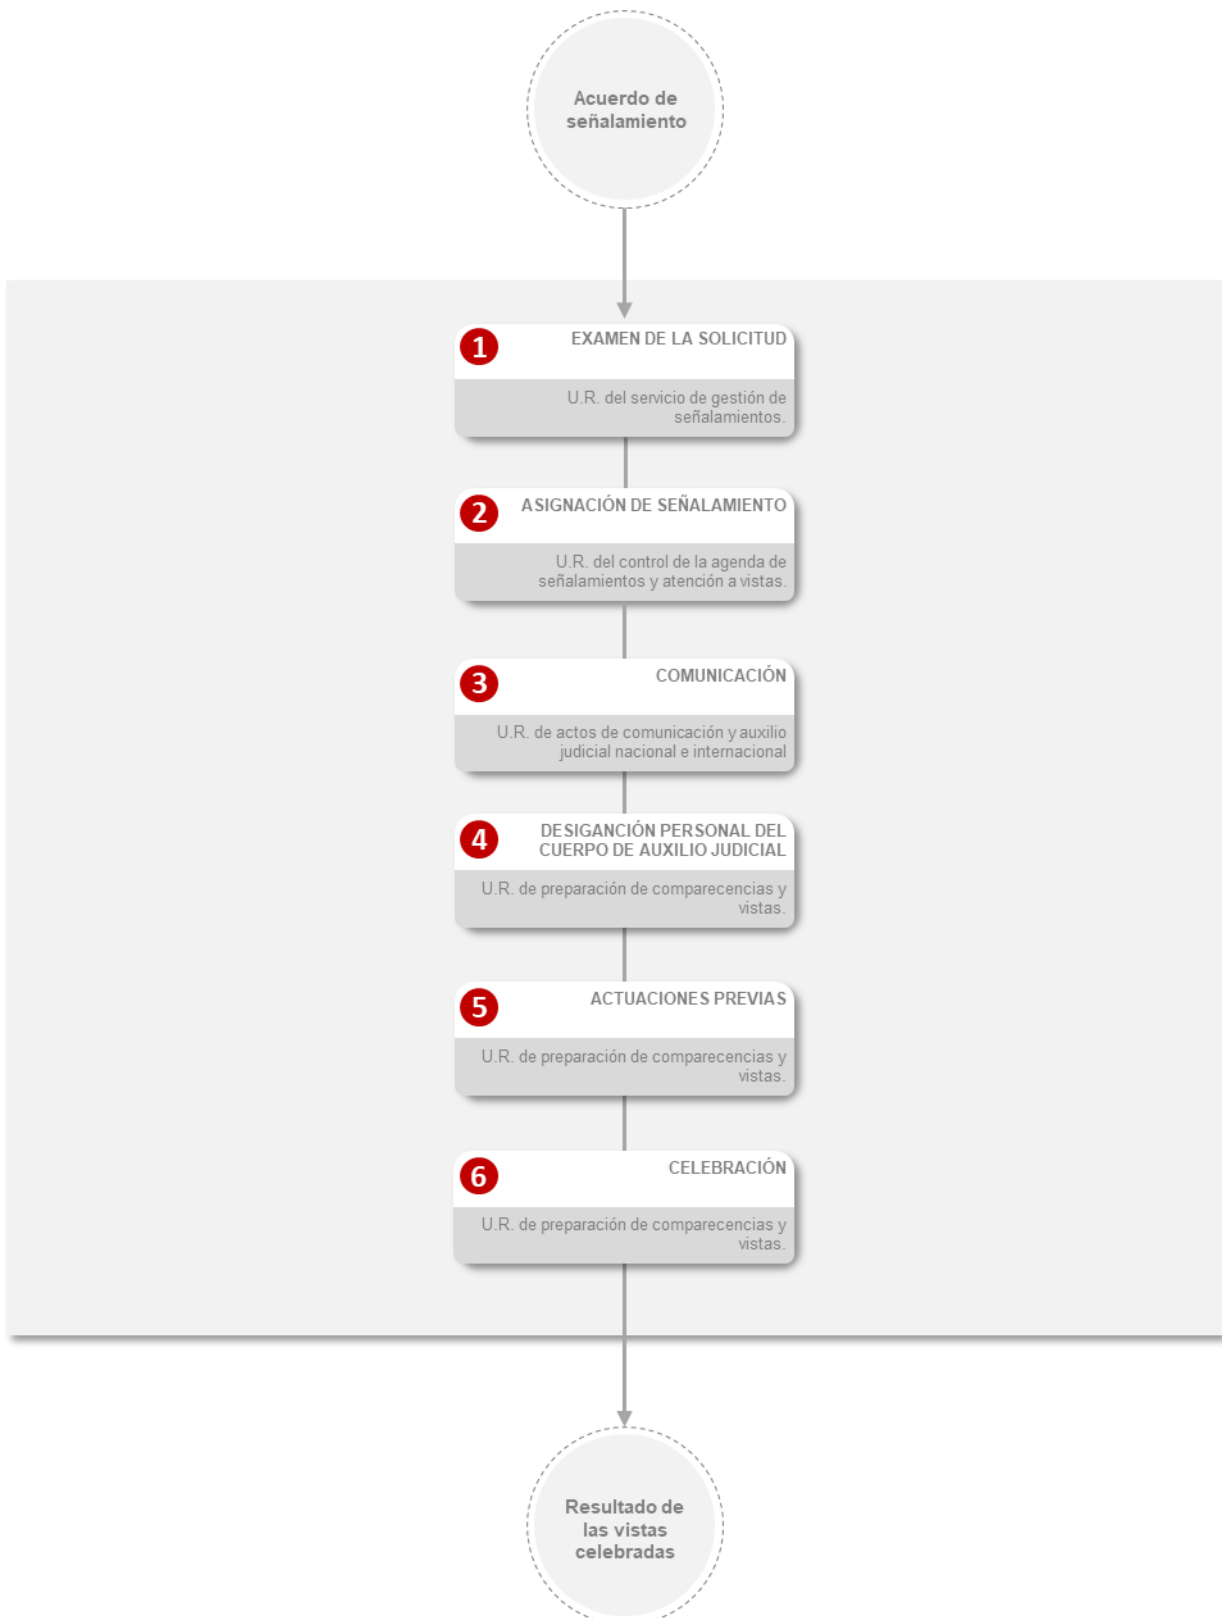 Acuerdo de
señalamiento
1
EXAMEN DE LA SOLICITUD
U.R. del servicio de gestión de
señalamientos.
2
ASIGNACIÓN DE SEÑALAMIENTO
U.R. del control de la agenda de
señalamientos y atención a vistas.
3
COMUNICACIÓN
U.R. de actos de comunicación y auxilio
judicial nacional e internacional
4
DESIGANCIÓN PERSONAL DEL
CUERPO DE AUXILIO JUDICIAL
U.R. de preparación de comparecencias y
vistas.
5
ACTUACIONES PREVIAS
U.R. de preparación de comparecencias y
vistas.
6
CELEBRACIÓN
U.R. de preparación de comparecencias y
vistas.
Resultado de
las vistas
celebradas